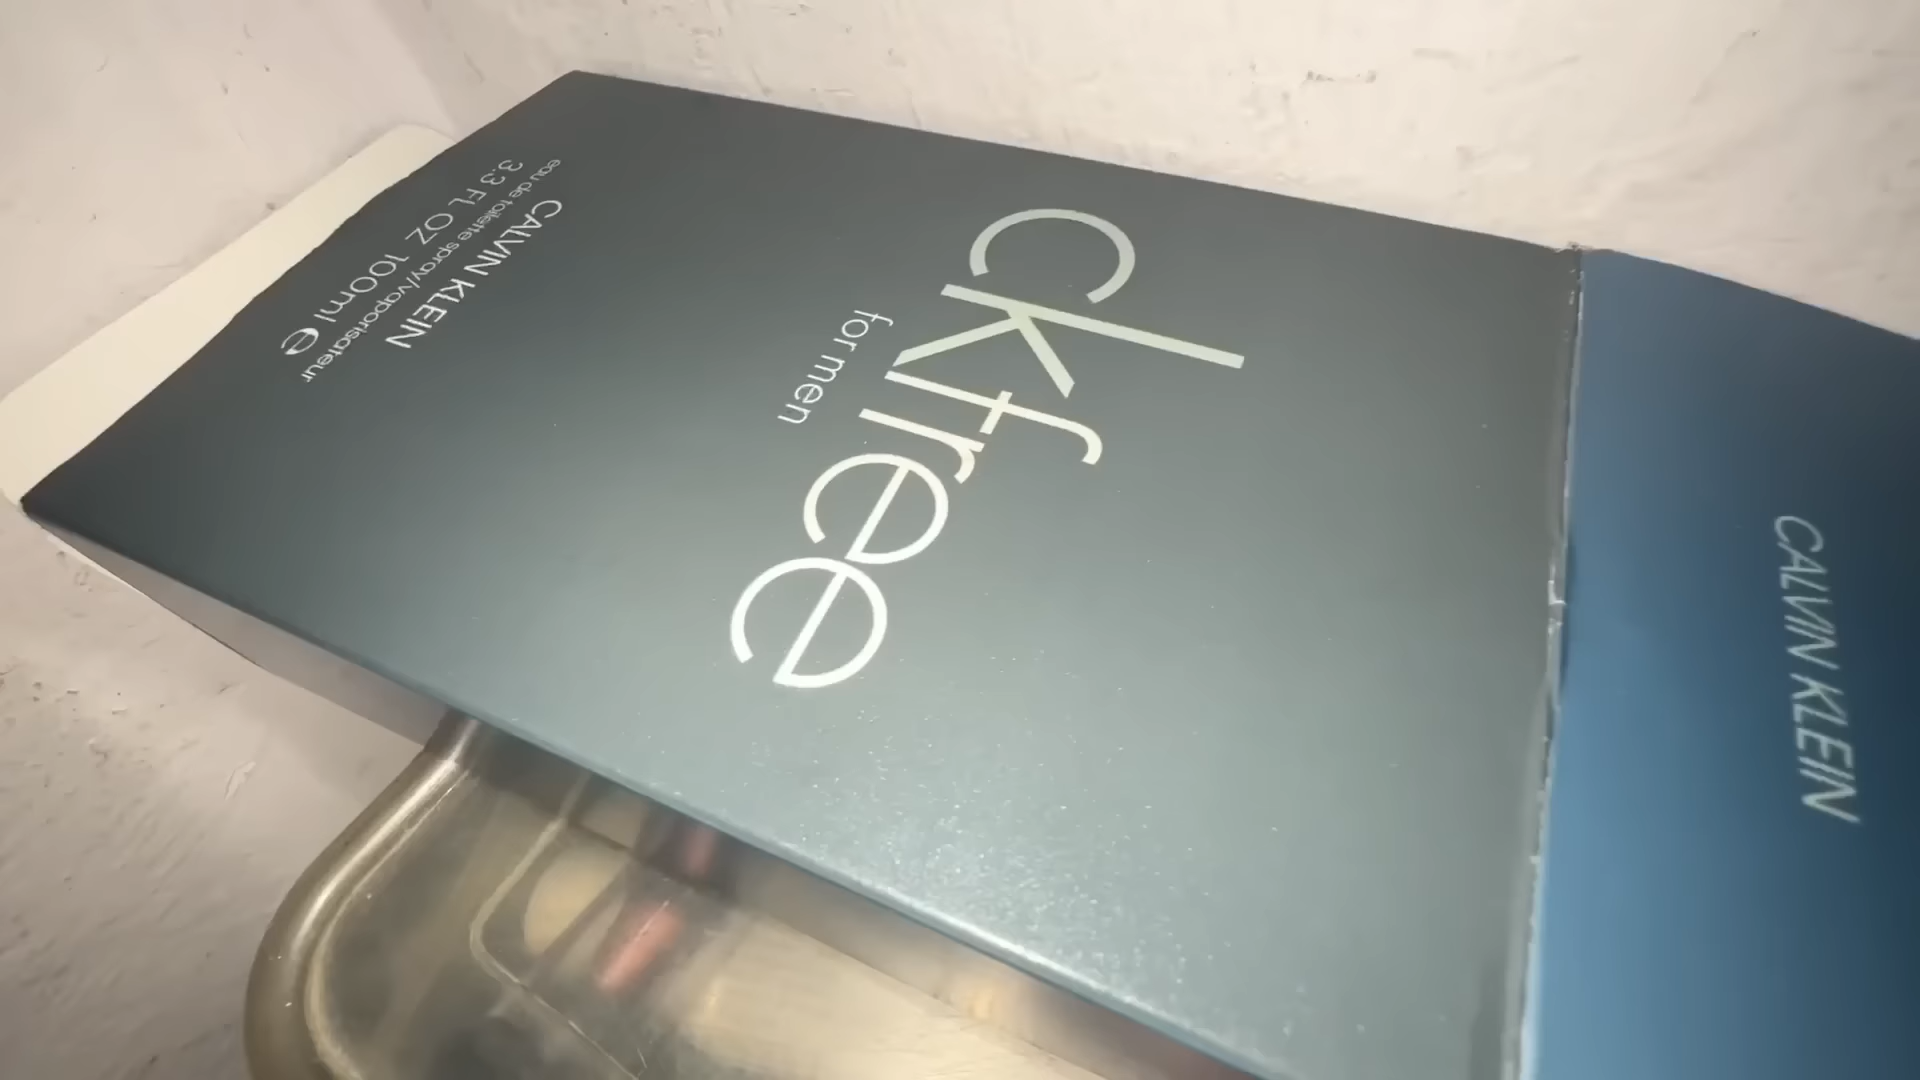 ckfree
for men
CALVIN KLEIN
eau de toilette spray/vaporisateur
3.3 FL OZ 100ml e
CALVIN KLEIN